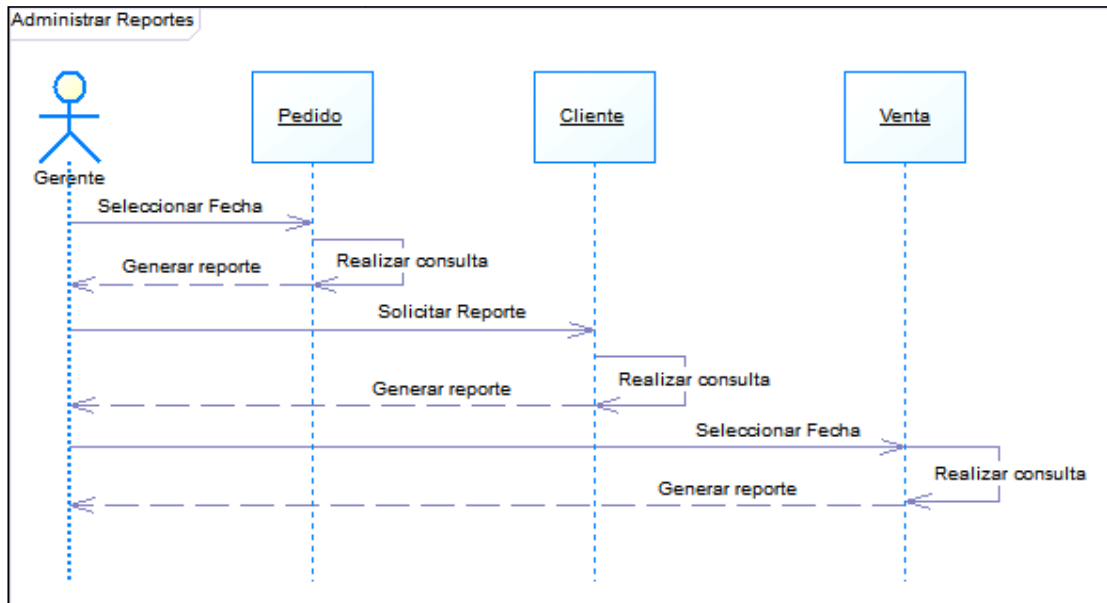 Administrar Reportes
Pedido
Cliente
Venta
Gerente
Seleccionar Fecha
Realizar consulta
Generar reporte
Solicitar Reporte
Realizar consulta
Generar reporte
Seleccionar Fecha
Realizar consulta
Generar reporte